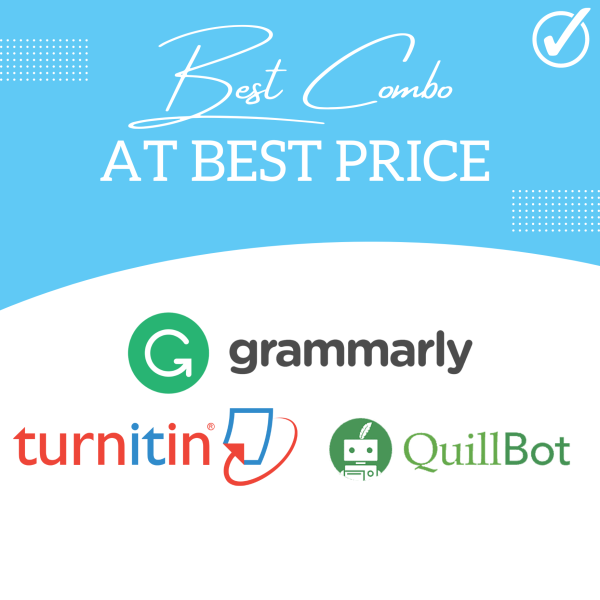 Best Combo
AT BEST PRICE
grammarly
turnitin®
QuillBot